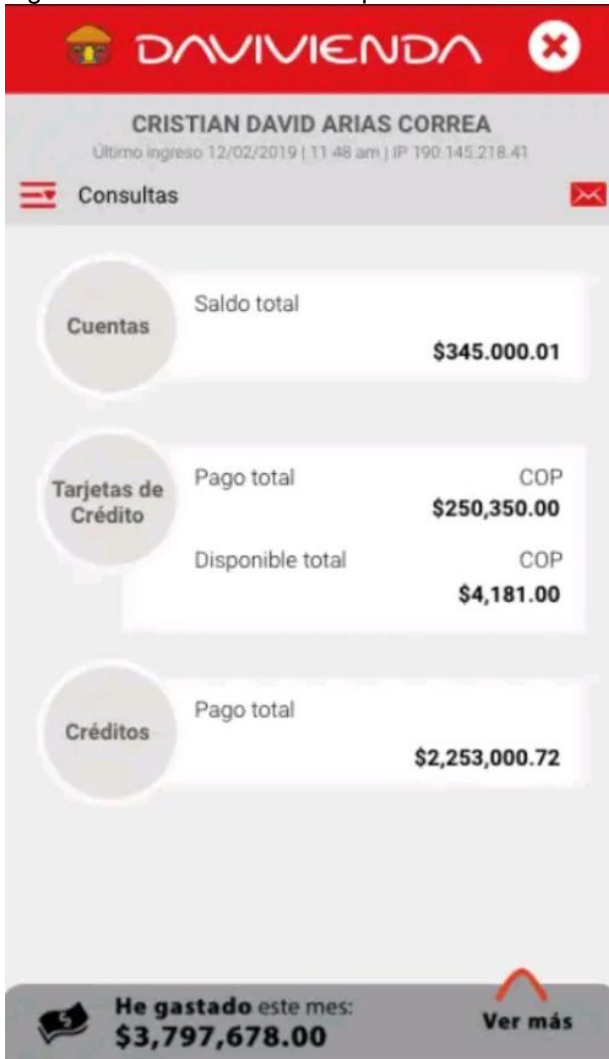 DAVIVIENDA
CRISTIAN DAVID ARIAS CORREA
Último ingreso 12/02/2019 | 11 48 am | IP 190.145.218.41
Consultas
Cuentas
Saldo total
$345.000.01
Tarjetas de
Crédito
Pago total COP
$250,350.00
Disponible total COP
$4,181.00
Créditos
Pago total
$2,253,000.72
He gastado este mes:
$3,797,678.00
Ver más